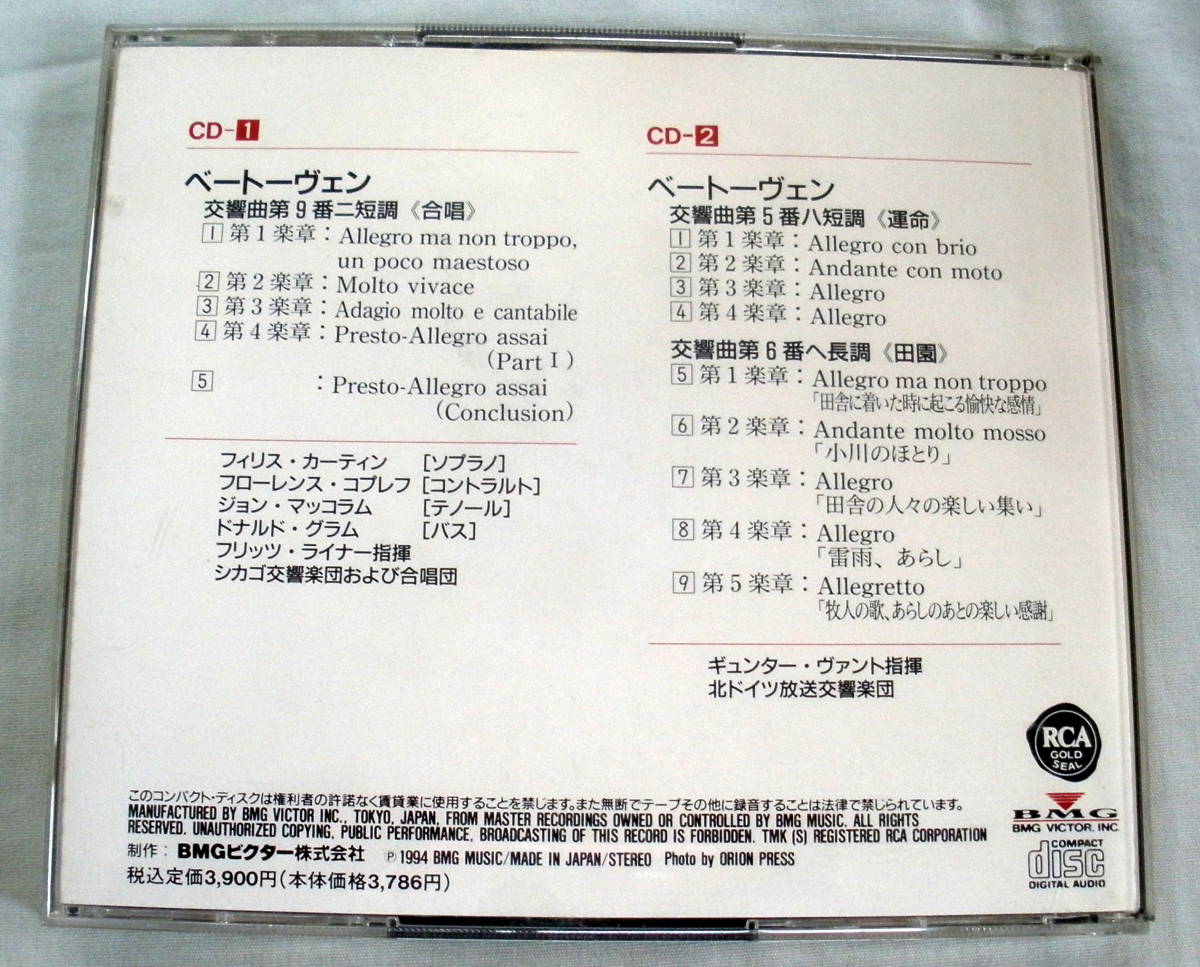 CD-1
ベートーヴェン
交響曲第9番ニ短調《合唱》
1 第1楽章：Allegro ma non troppo,
un poco maestoso
2 第2楽章：Molto vivace
3 第3楽章：Adagio molto e cantabile
4 第4楽章：Presto-Allegro assai
(Part I)
5 ：Presto-Allegro assai
(Conclusion)
フィリス・カーティン [ソプラノ]
フローレンス・コプレフ [コントラルト]
ジョン・マッコラム [テノール]
ドナルド・グラム [バス]
フリッツ・ライナー指揮
シカゴ交響楽団および合唱団
CD-2
ベートーヴェン
交響曲第5番ハ短調《運命》
1 第1楽章：Allegro con brio
2 第2楽章：Andante con moto
3 第3楽章：Allegro
4 第4楽章：Allegro
交響曲第6番ヘ長調《田園》
5 第1楽章：Allegro ma non troppo
「田舎に着いた時に起こる愉快な感情」
6 第2楽章：Andante molto mosso
「小川のほとり」
7 第3楽章：Allegro
「田舎の人々の楽しい集い」
8 第4楽章：Allegro
「雷雨、あらし」
9 第5楽章：Allegretto
「牧人の歌、あらしのあとの楽しい感謝」
ギュンター・ヴァント指揮
北ドイツ放送交響楽団
RCA
GOLD
SEAL
BMG
BMG VICTOR, INC.
COMPACT
disc
DIGITAL AUDIO
このコンパクト・ディスクは権利者の許諾なく賃貸業に使用することを禁じます。また無断でテープその他に録音することは法律で禁じられています。
MANUFACTURED BY BMG VICTOR INC., TOKYO, JAPAN, FROM MASTER RECORDINGS OWNED OR CONTROLLED BY BMG MUSIC. ALL RIGHTS
RESERVED. UNAUTHORIZED COPYING, PUBLIC PERFORMANCE, BROADCASTING OF THIS RECORD IS FORBIDDEN. TMK (S) REGISTERED RCA CORPORATION
制作：BMGビクター株式会社 ℗ 1994 BMG MUSIC/MADE IN JAPAN/STEREO Photo by ORION PRESS
税込定価3,900円(本体価格3,786円)